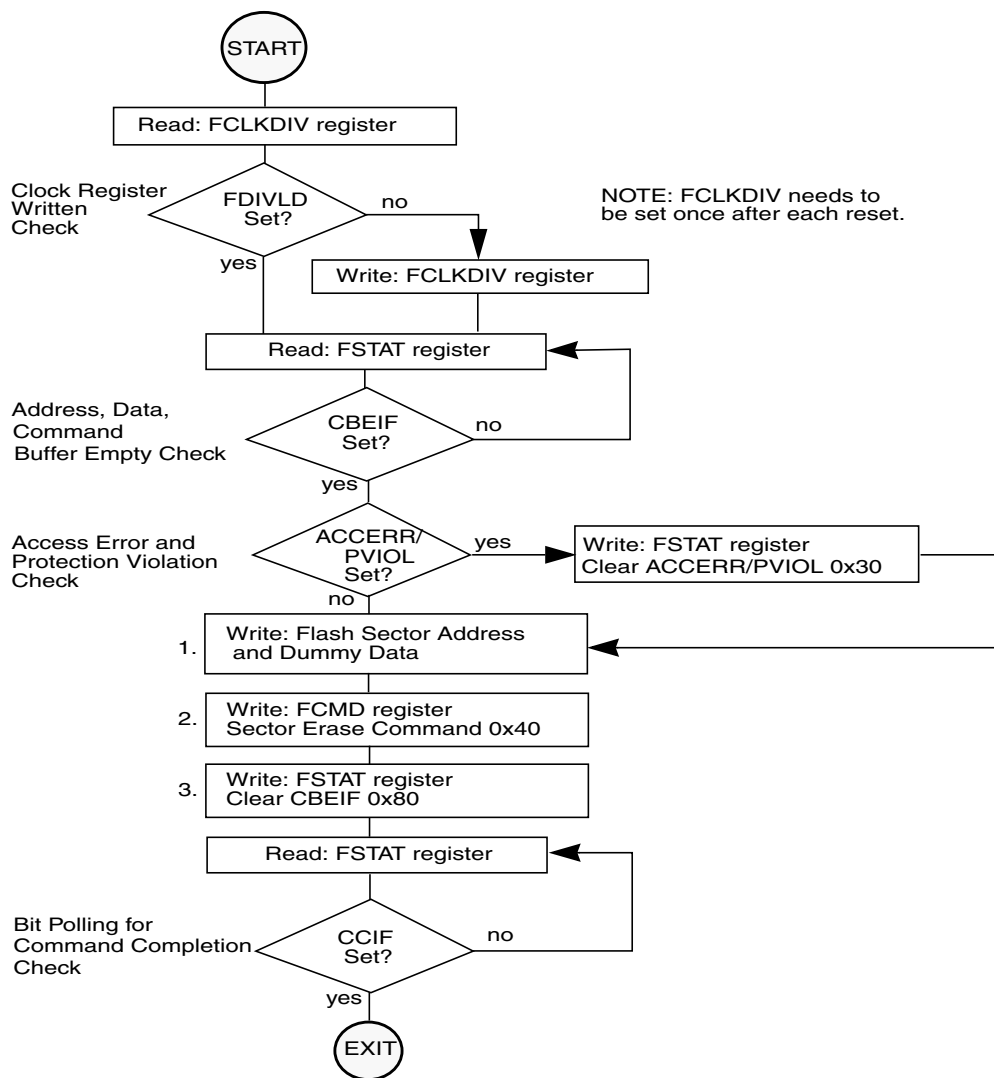 START
Read: FCLKDIV register
Clock Register
Written
Check
FDIVLD
Set?
no
yes
NOTE: FCLKDIV needs to
be set once after each reset.
Write: FCLKDIV register
Read: FSTAT register
Address, Data,
Command
Buffer Empty Check
CBEIF
Set?
no
yes
Access Error and
Protection Violation
Check
ACCERR/
PVIOL
Set?
yes
no
Write: FSTAT register
Clear ACCERR/PVIOL 0x30
1.
Write: Flash Sector Address
and Dummy Data
2.
Write: FCMD register
Sector Erase Command 0x40
3.
Write: FSTAT register
Clear CBEIF 0x80
Read: FSTAT register
Bit Polling for
Command Completion
Check
CCIF
Set?
no
yes
EXIT